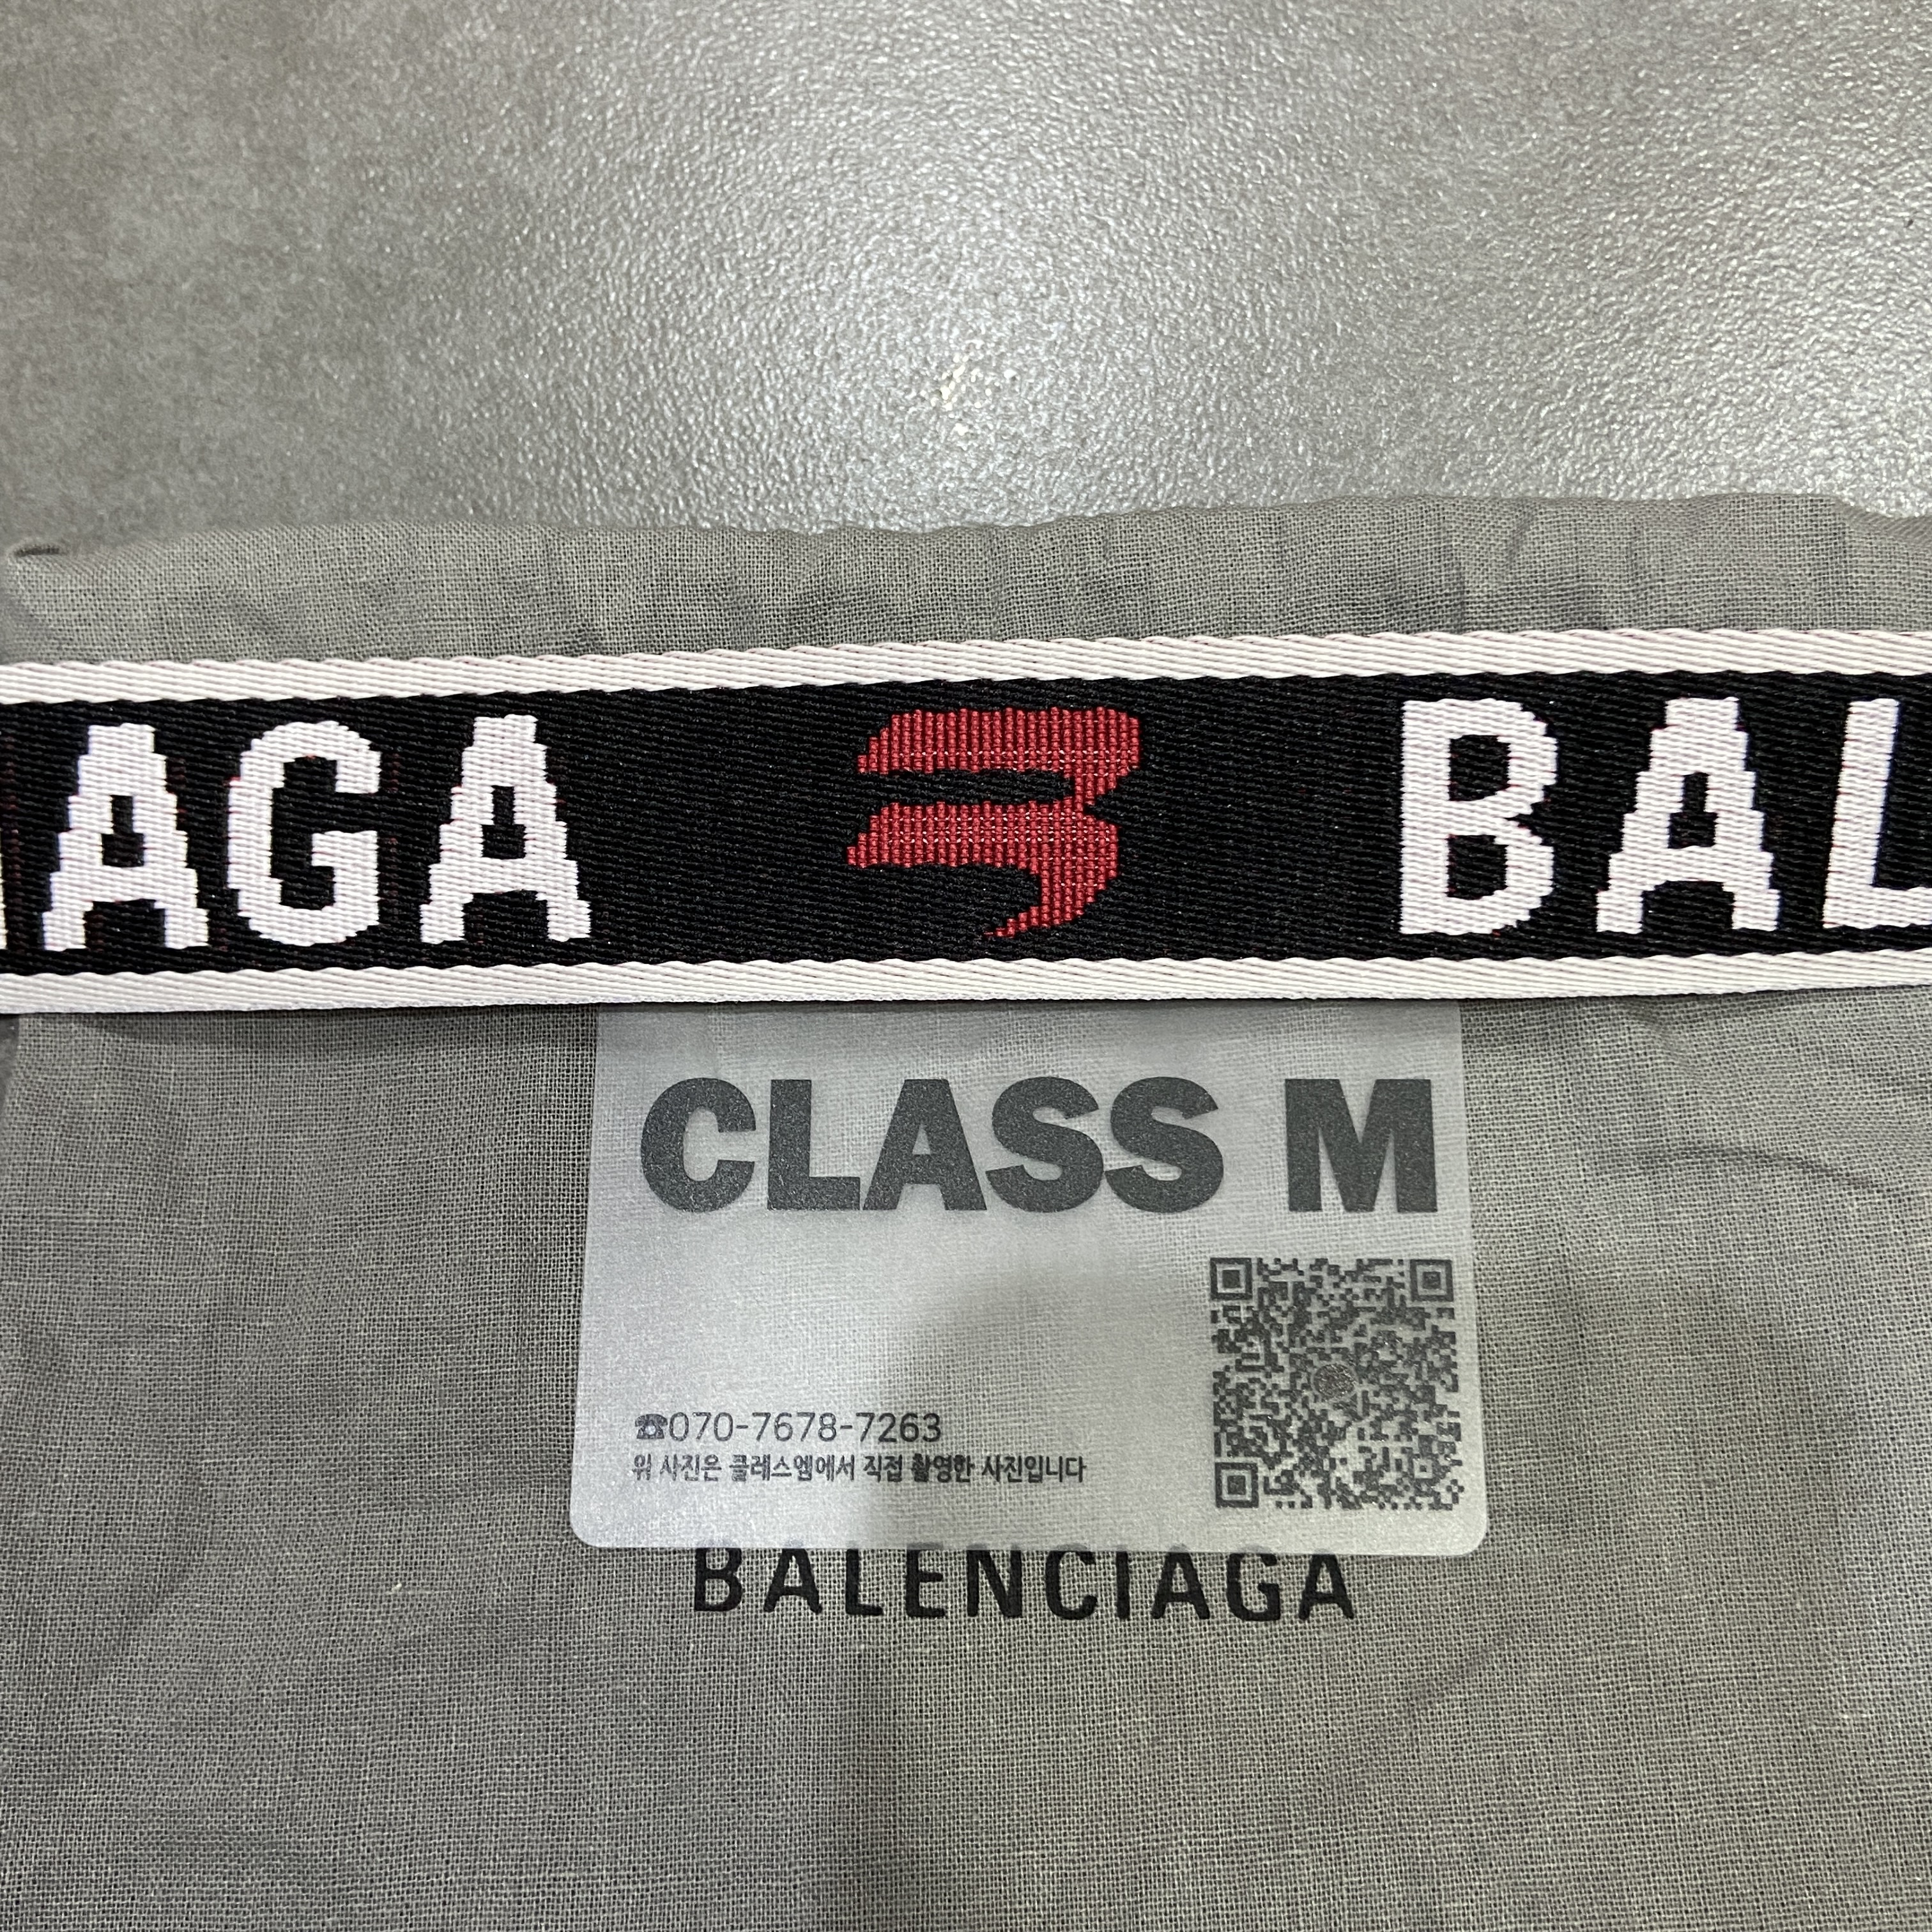 AGA BAL
CLASS M
☎070-7678-7263
위 사진은 클레스엠에서 직접 촬영한 사진입니다
BALENCIAGA